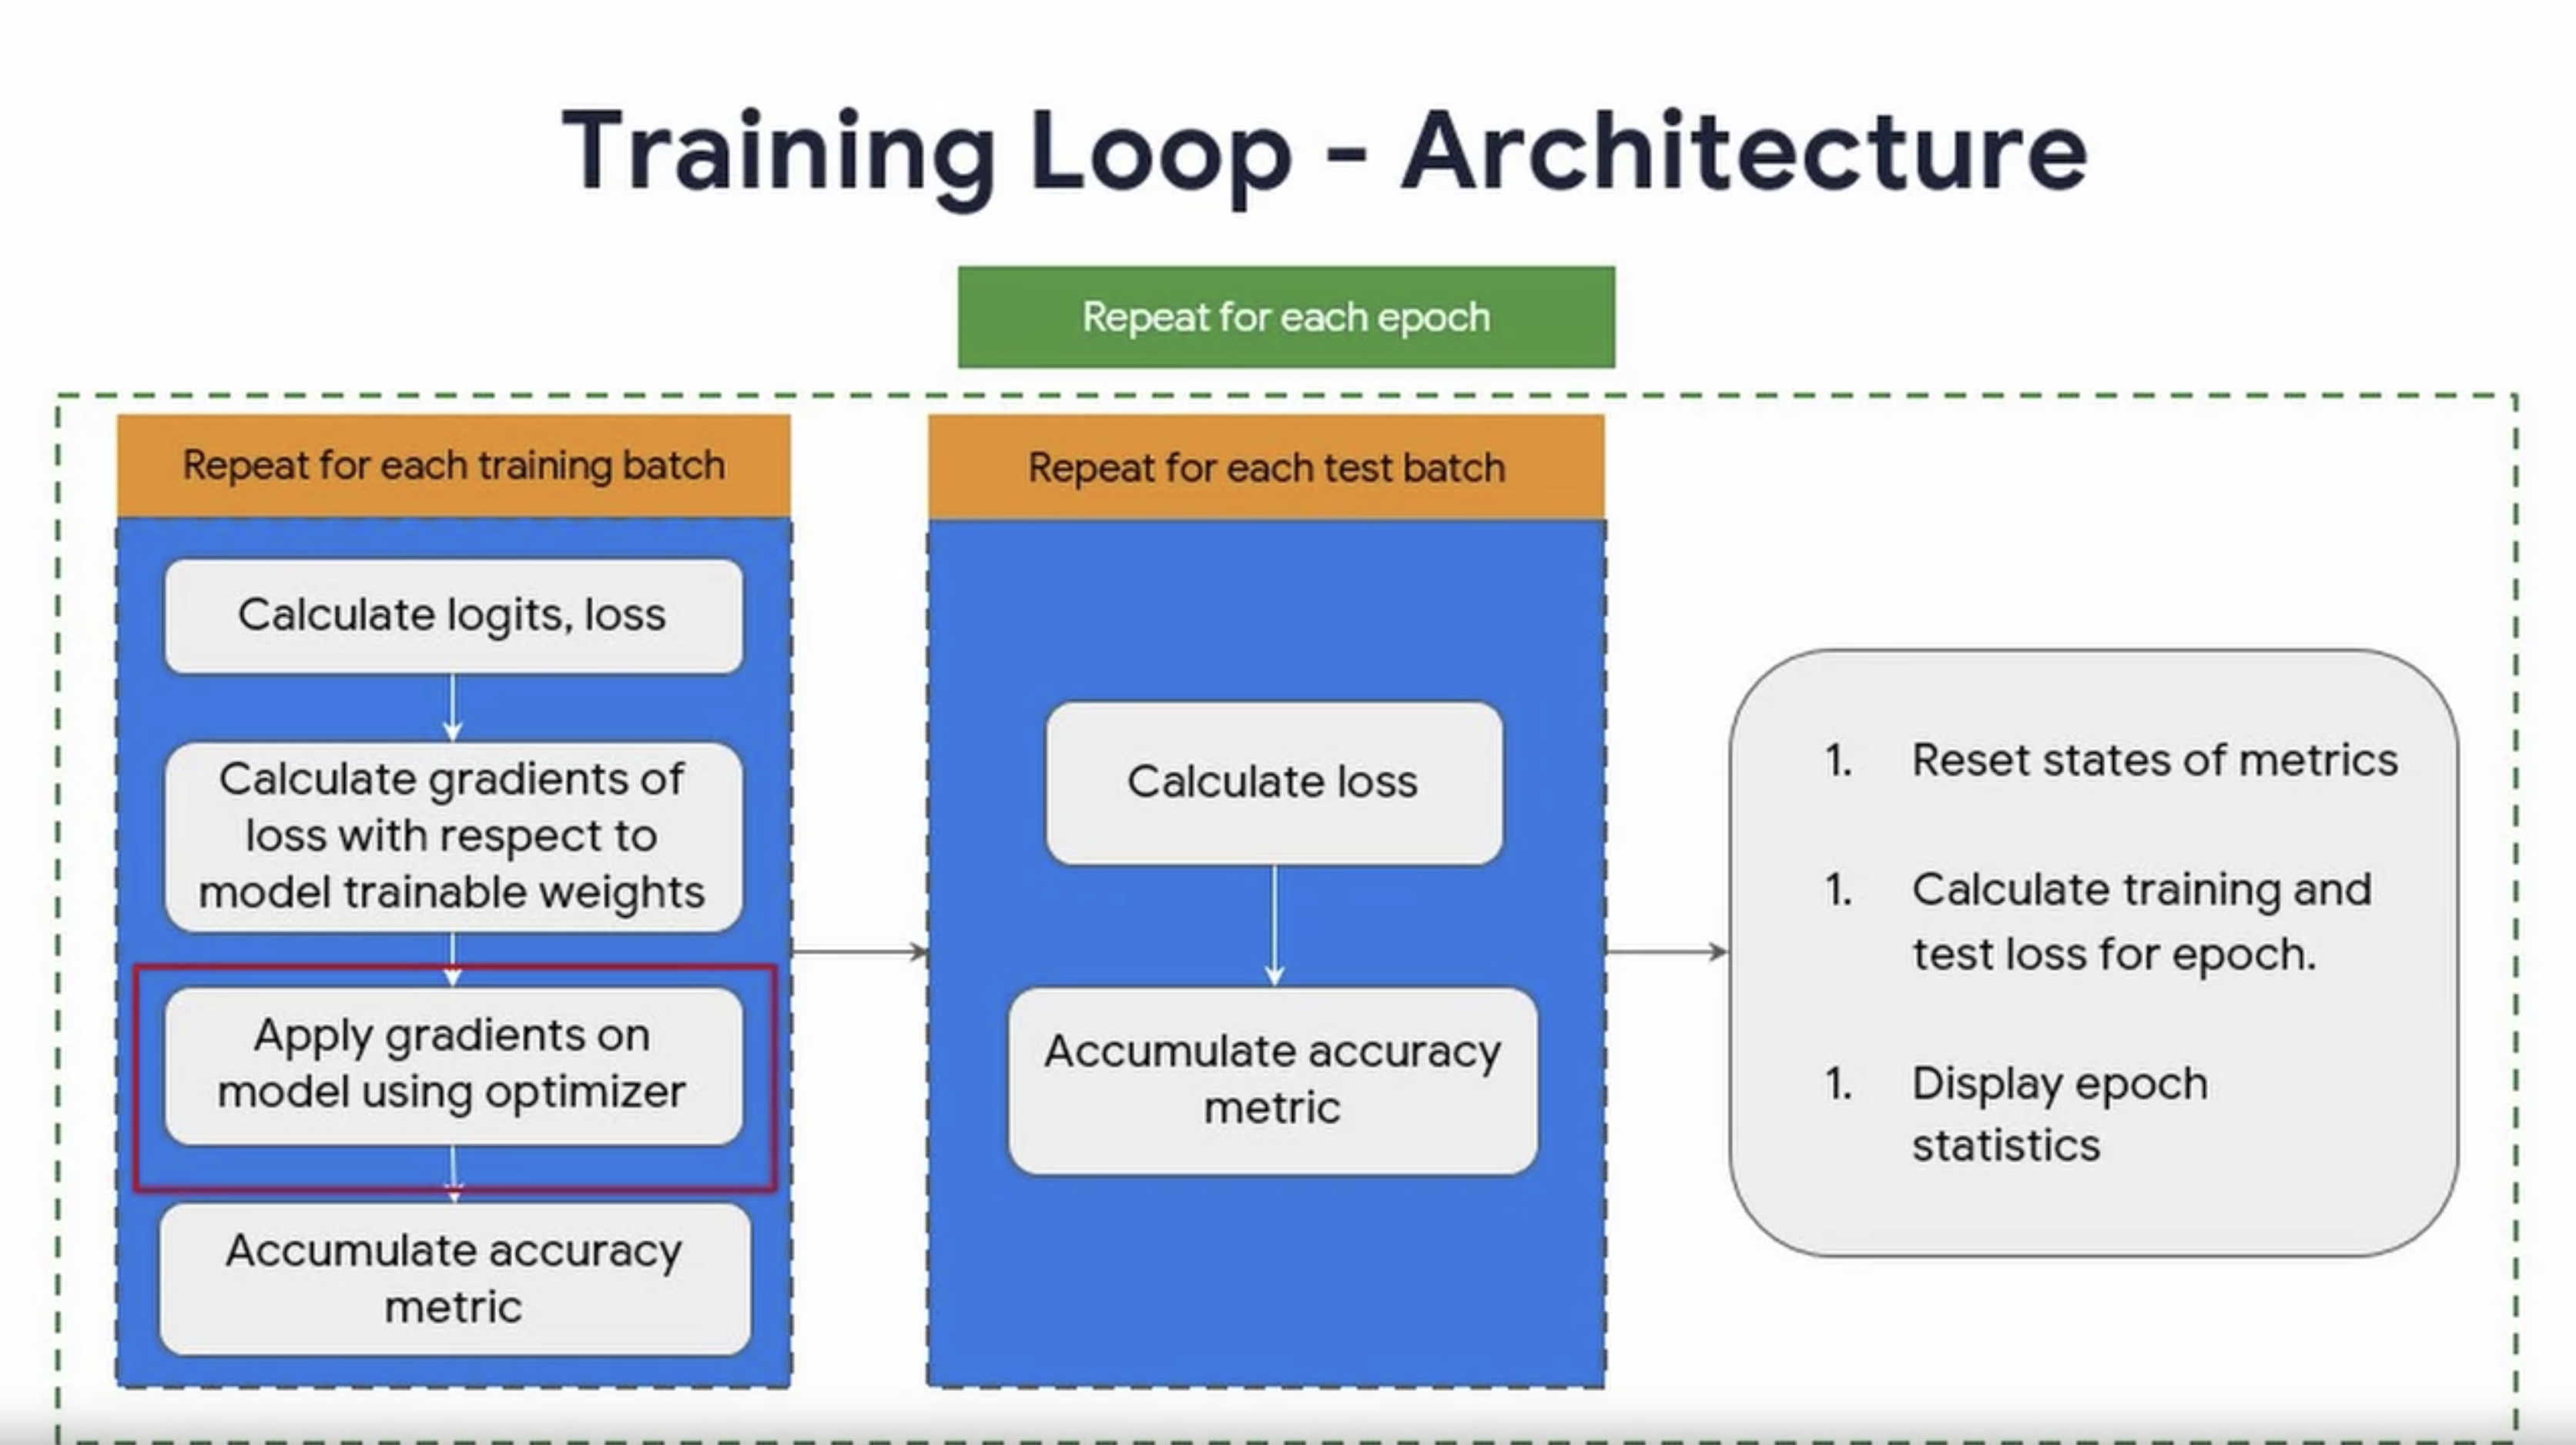 Training Loop - Architecture
Repeat for each epoch
Repeat for each training batch
Calculate logits, loss
Calculate gradients of
loss with respect to
model trainable weights
Apply gradients on
model using optimizer
Accumulate accuracy
metric
Repeat for each test batch
Calculate loss
Accumulate accuracy
metric
1. Reset states of metrics
1. Calculate training and
test loss for epoch.
1. Display epoch
statistics